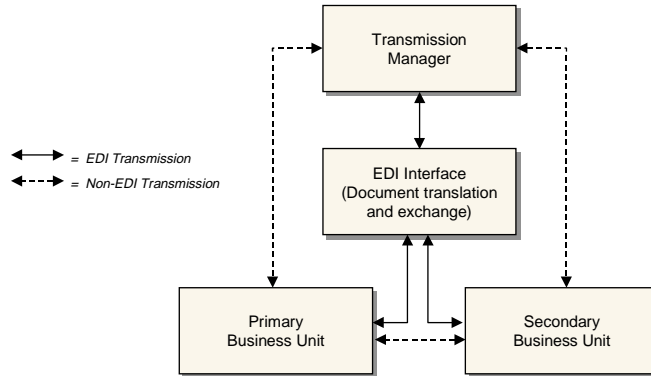 Transmission
Manager
= EDI Transmission
= Non-EDI Transmission
EDI Interface
(Document translation
and exchange)
Primary
Business Unit
Secondary
Business Unit